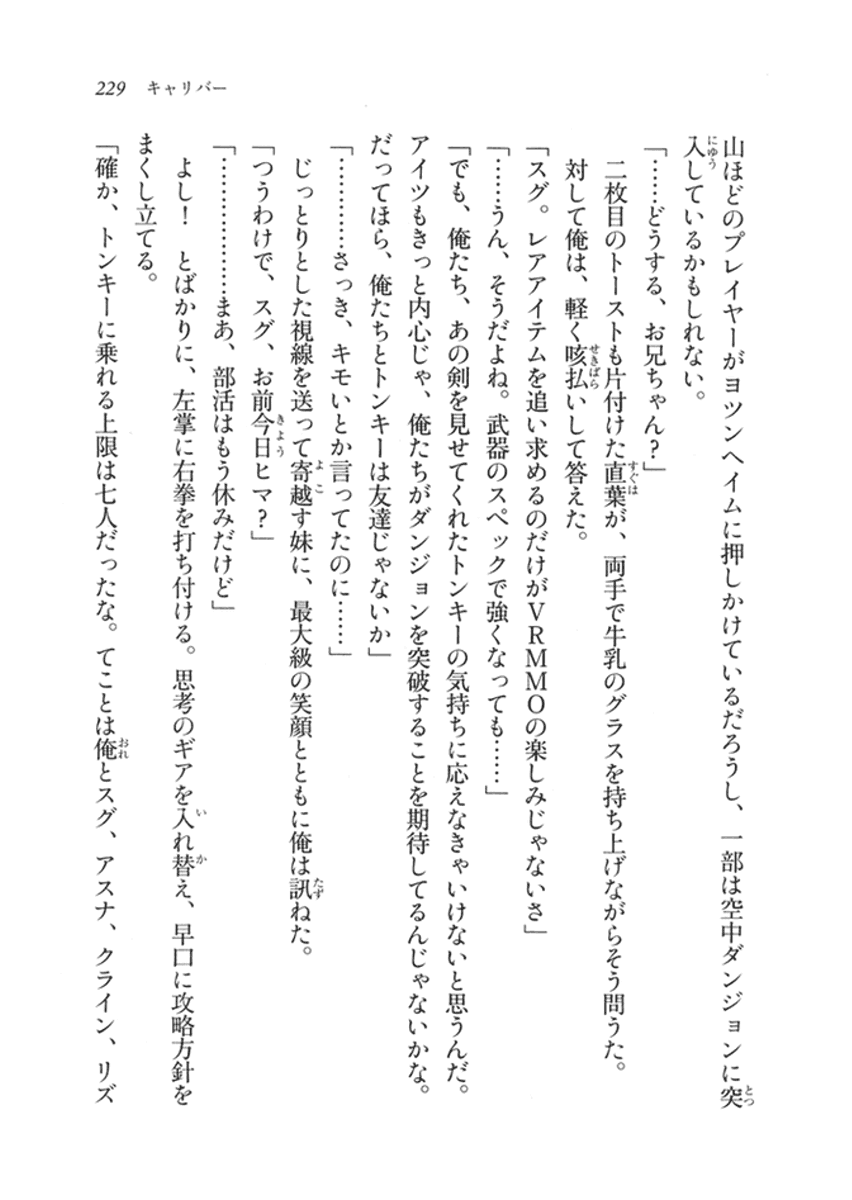 229 キャリバー
山ほどのプレイヤーがヨツンヘイムに押しかけているだろうし、一部は空中ダンジョンに突
入しているかもしれない。
「……どうする、お兄ちゃん？」
二枚目のトーストも片付けた直葉が、両手で牛乳のグラスを持ち上げながらそう問うた。
対して俺は、軽く咳払いして答えた。
「スグ。レアアイテムを追い求めるのだけがＶＲＭＭＯの楽しみじゃないさ」
「……うん、そうだよね。武器のスペックで強くなっても……」
「でも、俺たち、あの剣を見せてくれたトンキーの気持ちに応えなきゃいけないと思うんだ。
アイツもきっと内心じゃ、俺たちがダンジョンを突破することを期待してるんじゃないかな。
だってほら、俺たちとトンキーは友達じゃないか」
「…………さっき、キモいとか言ってたのに……」
じっとりとした視線を送って寄越す妹に、最大級の笑顔とともに俺は訊ねた。
「つうわけで、スグ、お前今日ヒマ？」
「………………まあ、部活はもう休みだけど」
よし！　とばかりに、左掌に右拳を打ち付ける。思考のギアを入れ替え、早口に攻略方針を
まくし立てる。
「確か、トンキーに乗れる上限は七人だったな。てことは俺とスグ、アスナ、クライン、リズ